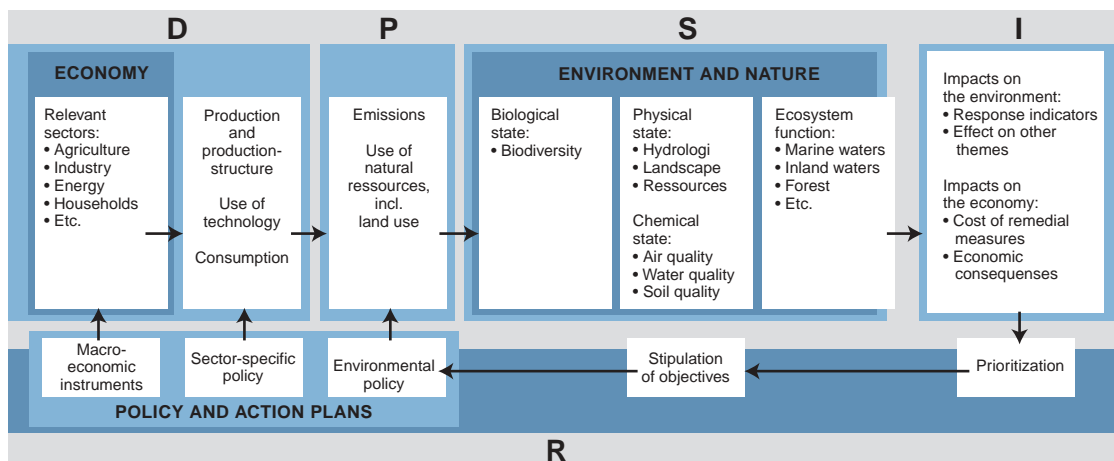 D
P
S
I
ECONOMY
Relevant
sectors:
• Agriculture
• Industry
• Energy
• Households
• Etc.
Production
and
production-
structure
Use of
technology
Consumption
Emissions
Use of
natural
ressources,
incl.
land use
ENVIRONMENT AND NATURE
Biological
state:
• Biodiversity
Physical
state:
• Hydrologi
• Landscape
• Ressources
Chemical
state:
• Air quality
• Water quality
• Soil quality
Ecosystem
function:
• Marine waters
• Inland waters
• Forest
• Etc.
Impacts on
the environment:
• Response indicators
• Effect on other
themes
Impacts on
the economy:
• Cost of remedial
measures
• Economic
consequenses
Macro-
economic
instruments
Sector-specific
policy
Environmental
policy
Stipulation
of objectives
Prioritization
POLICY AND ACTION PLANS
R